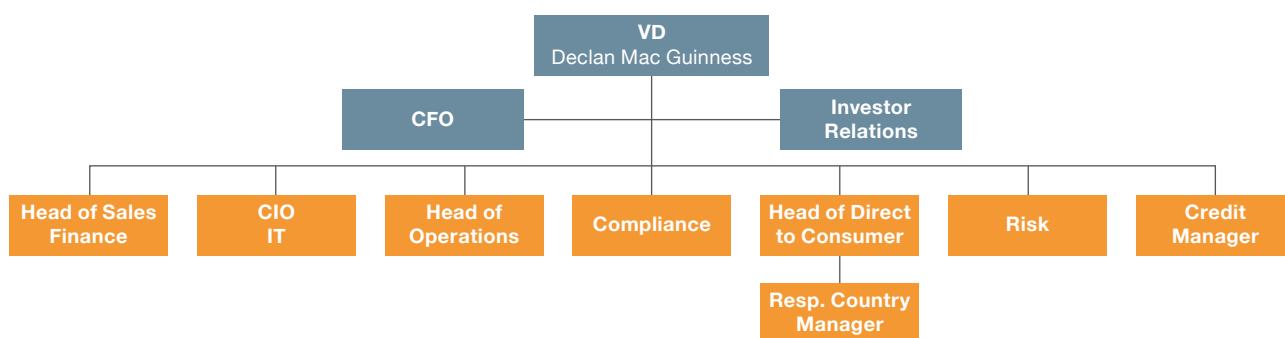 VD
Declan Mac Guinness
CFO
Investor
Relations
Head of Sales
Finance
CIO
IT
Head of
Operations
Compliance
Head of Direct
to Consumer
Risk
Credit
Manager
Resp. Country
Manager